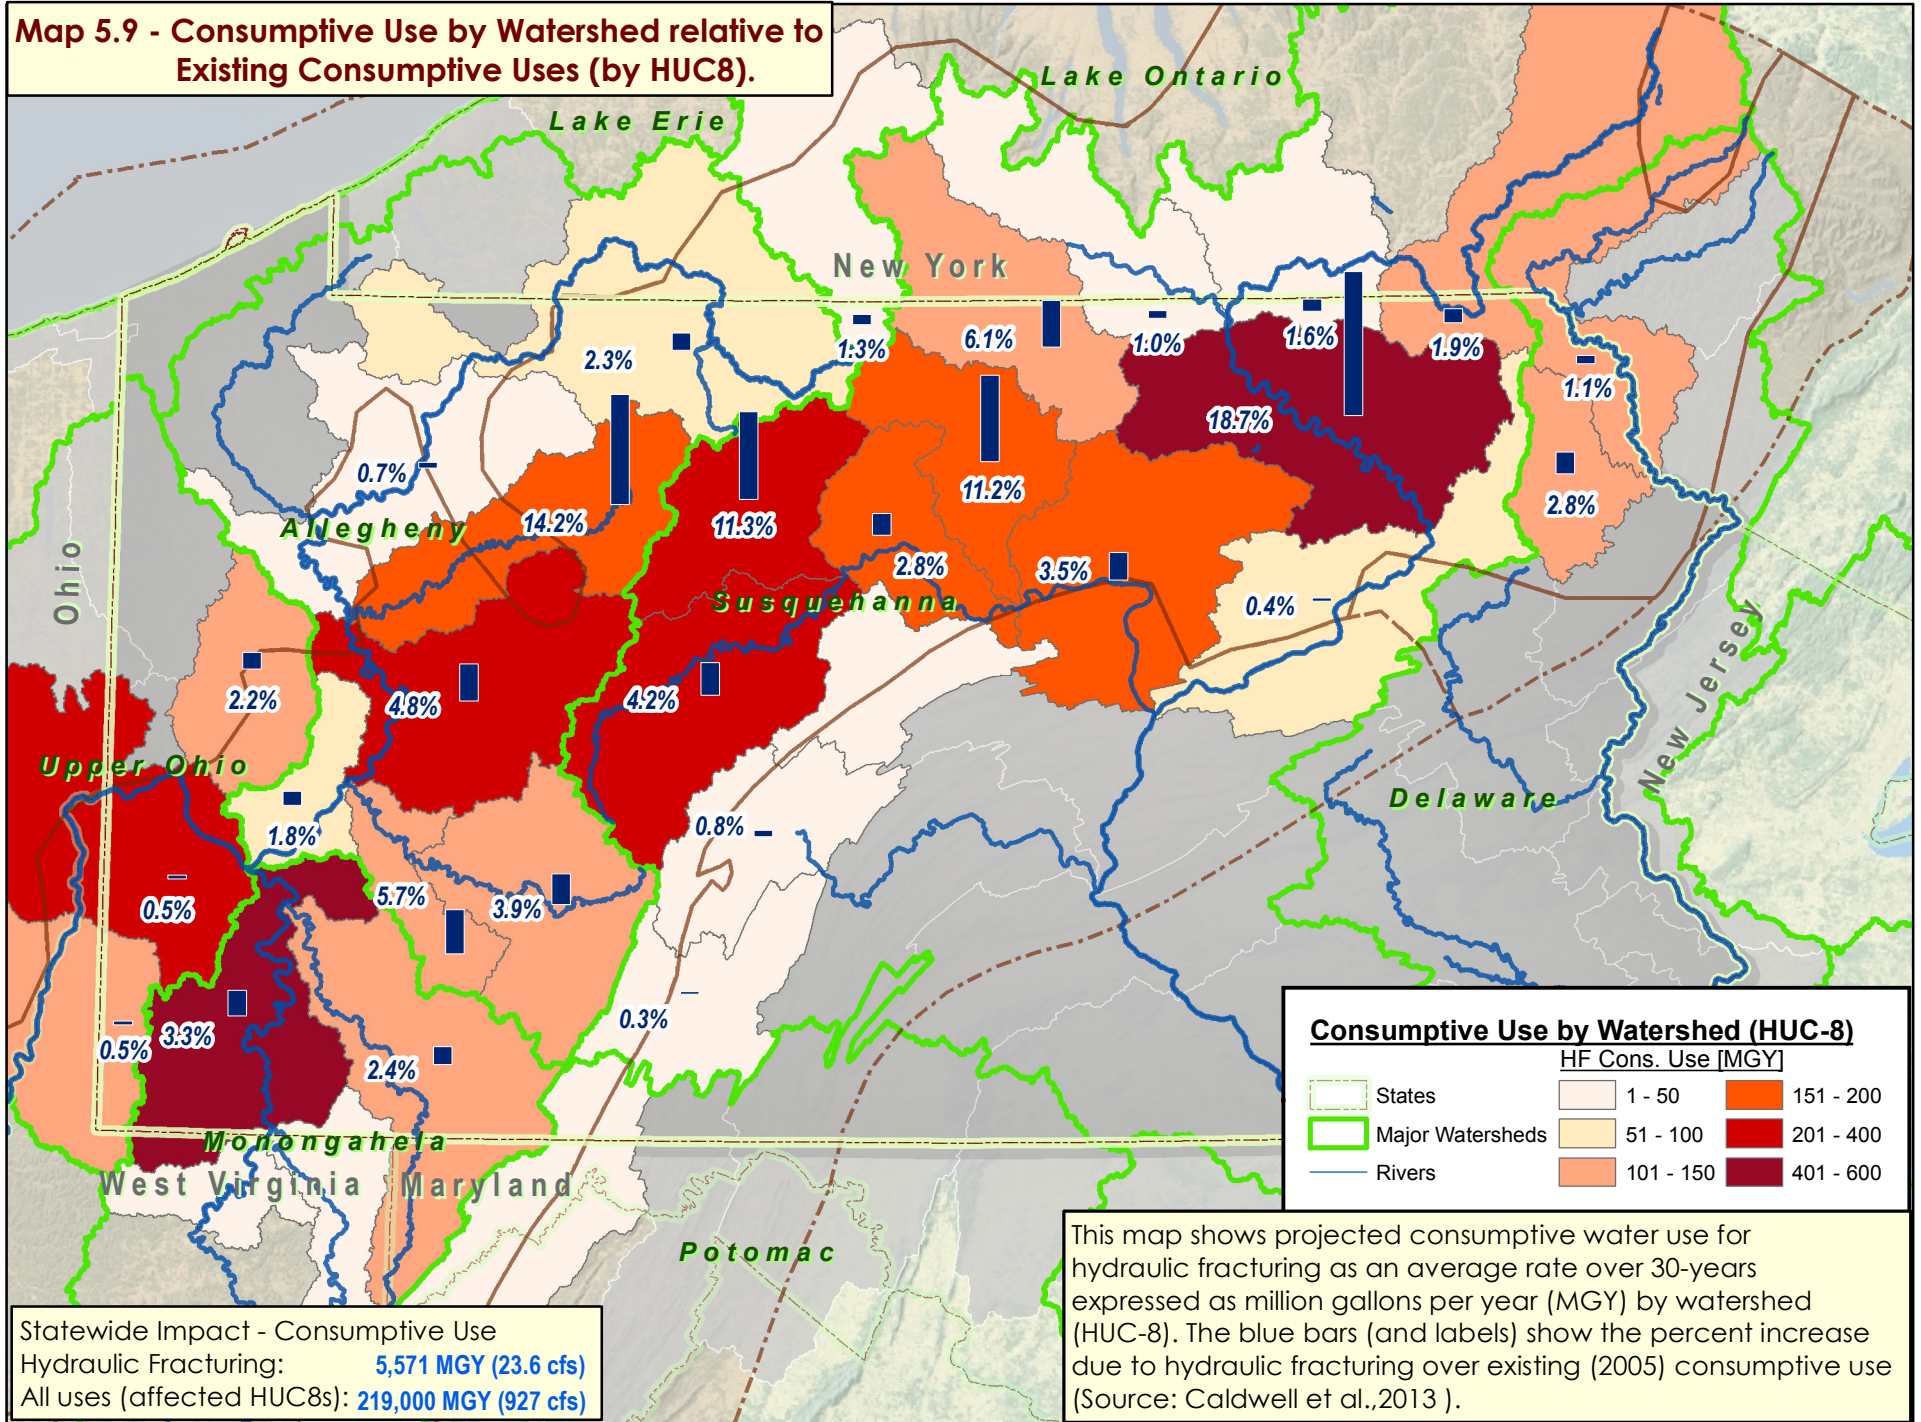 Map 5.9 - Consumptive Use by Watershed relative to
Existing Consumptive Uses (by HUC8).
Lake Ontario
Lake Erie
New York
2.3%
1.3%
6.1%
1.0%
1.6%
1.9%
1.1%
18.7%
0.7%
14.2%
11.3%
11.2%
2.8%
Allegheny
Ohio
2.8%
3.5%
0.4%
Susquehanna
New Jersey
2.2%
4.8%
4.2%
Upper Ohio
Delaware
1.8%
0.8%
0.5%
5.7%
3.9%
0.3%
0.5%
3.3%
2.4%
Monongahela
West Virginia
Maryland
Potomac
Consumptive Use by Watershed (HUC-8)
HF Cons. Use [MGY]
States
1 - 50
151 - 200
Major Watersheds
51 - 100
201 - 400
Rivers
101 - 150
401 - 600
This map shows projected consumptive water use for
hydraulic fracturing as an average rate over 30-years
expressed as million gallons per year (MGY) by watershed
(HUC-8). The blue bars (and labels) show the percent increase
due to hydraulic fracturing over existing (2005) consumptive use
(Source: Caldwell et al.,2013 ).
Statewide Impact - Consumptive Use
Hydraulic Fracturing: 5,571 MGY (23.6 cfs)
All uses (affected HUC8s): 219,000 MGY (927 cfs)